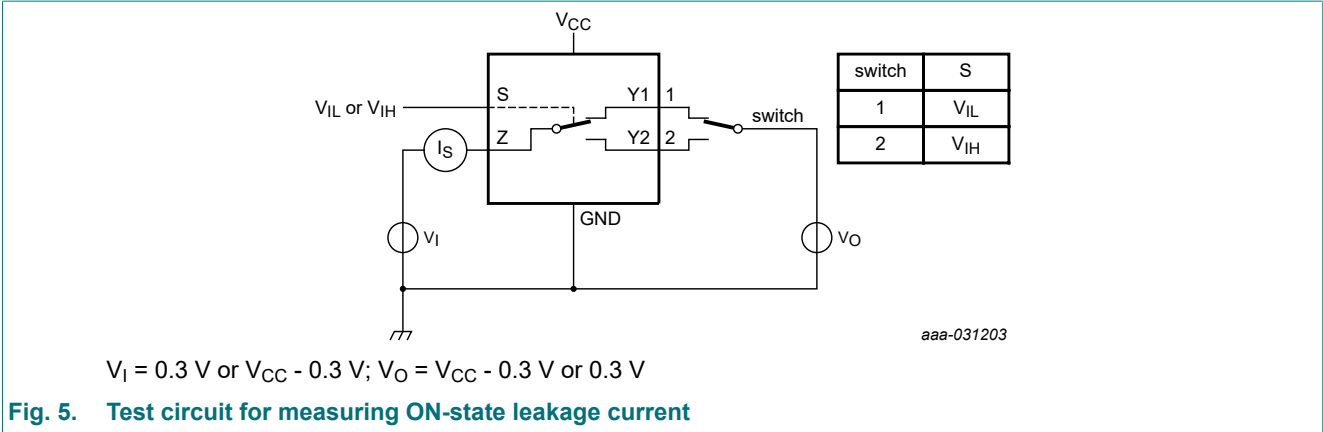 VCC
switch S
1 VIL
2 VIH
VIL or VIH
S
Y1 1
switch
IS
Z
Y2 2
GND
VI
VO
aaa-031203
VI = 0.3 V or VCC - 0.3 V; VO = VCC - 0.3 V or 0.3 V
Fig. 5. Test circuit for measuring ON-state leakage current